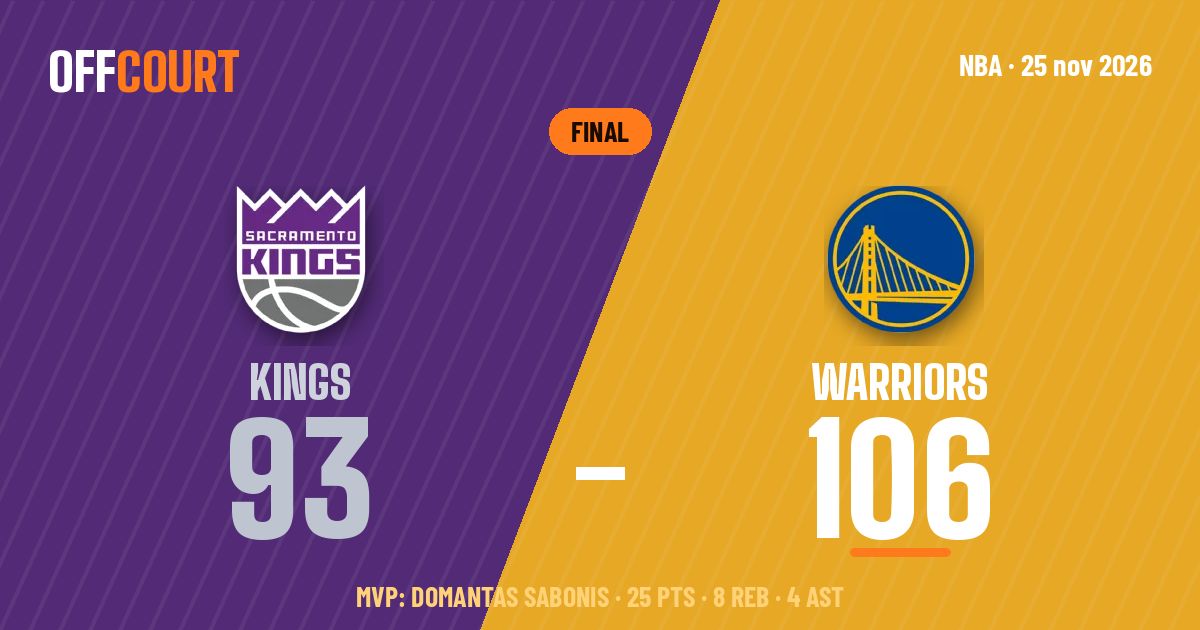 OFFCOURT
NBA · 25 nov 2026
FINAL
SACRAMENTO
KINGS
KINGS
WARRIORS
93
–
106
MVP: DOMANTAS SABONIS · 25 PTS · 8 REB · 4 AST